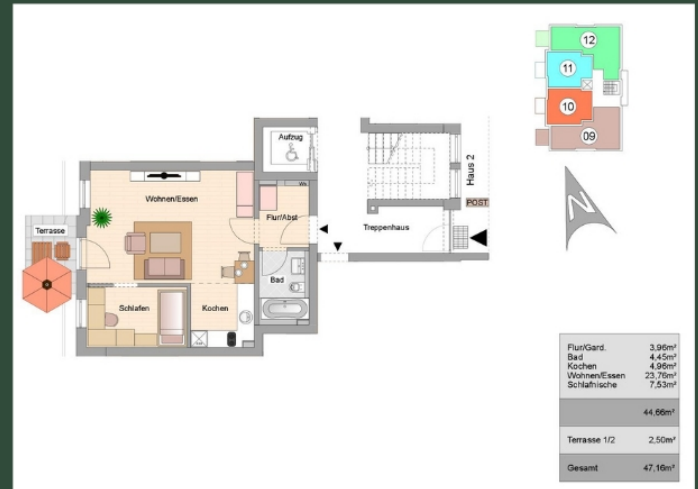 12
11
10
09
Aufzug
Haus 2
Wohnen/Essen
Flur/Abst
POST
Terrasse
Treppenhaus
Bad
Schlafen
Kochen
N
Flur/Gard. 3,96m²
Bad 4,45m²
Kochen 4,96m²
Wohnen/Essen 23,76m²
Schlafnische 7,53m²
44,66m²
Terrasse 1/2 2,50m²
Gesamt 47,16m²